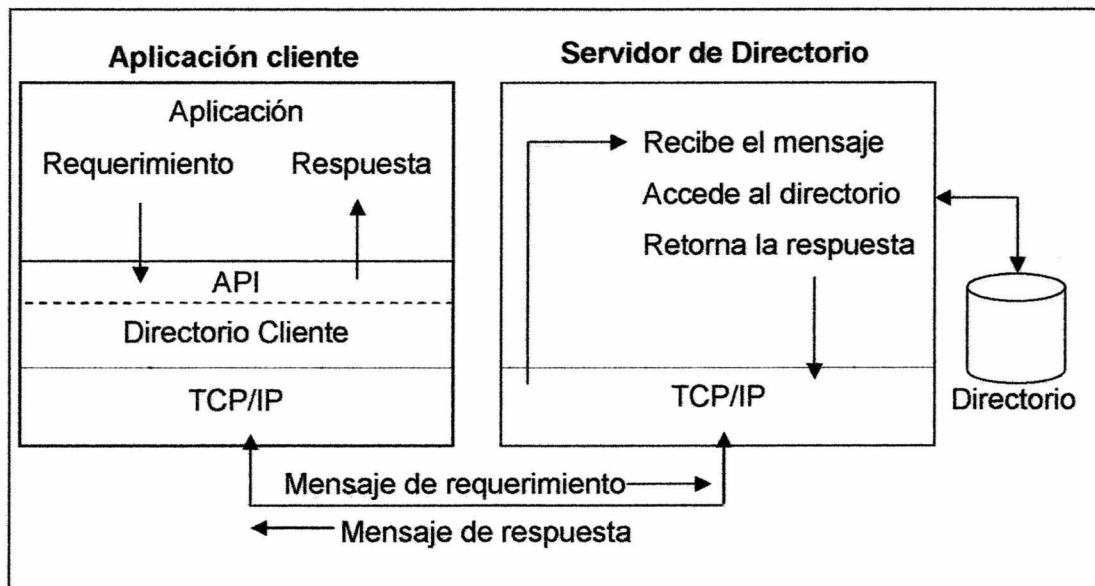 Aplicación cliente
Aplicación
Requerimiento Respuesta
API
Directorio Cliente
TCP/IP
Servidor de Directorio
Recibe el mensaje
Accede al directorio
Retorna la respuesta
TCP/IP
Directorio
Mensaje de requerimiento
Mensaje de respuesta